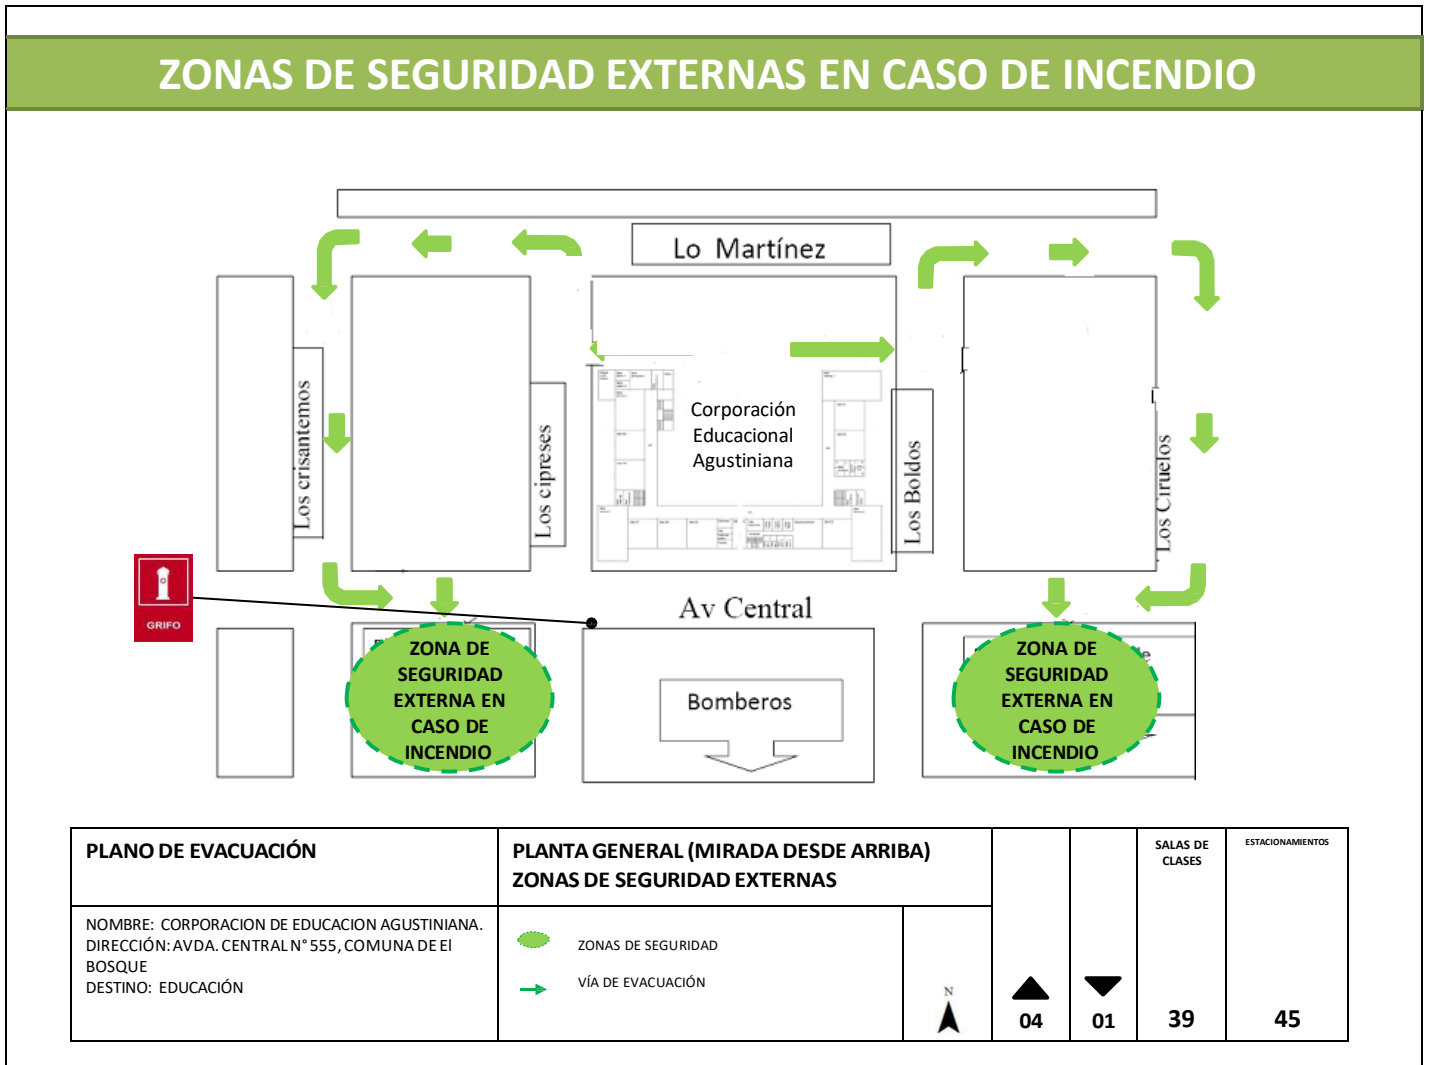 ZONAS DE SEGURIDAD EXTERNAS EN CASO DE INCENDIO
Lo Martínez
Los crisantemos
Los cipreses
Corporación
Educacional
Agustiniana
Los Boldos
Los Ciruelos
GRIFO
Av Central
ZONA DE
SEGURIDAD
EXTERNA EN
CASO DE
INCENDIO
Bomberos
ZONA DE
SEGURIDAD
EXTERNA EN
CASO DE
INCENDIO
PLANO DE EVACUACIÓN
PLANTA GENERAL (MIRADA DESDE ARRIBA)
ZONAS DE SEGURIDAD EXTERNAS
SALAS DE
CLASES
ESTACIONAMIENTOS
NOMBRE: CORPORACION DE EDUCACION AGUSTINIANA.
DIRECCIÓN: AVDA. CENTRAL N° 555, COMUNA DE El
BOSQUE
DESTINO: EDUCACIÓN
ZONAS DE SEGURIDAD
VÍA DE EVACUACIÓN
N
04
01
39
45